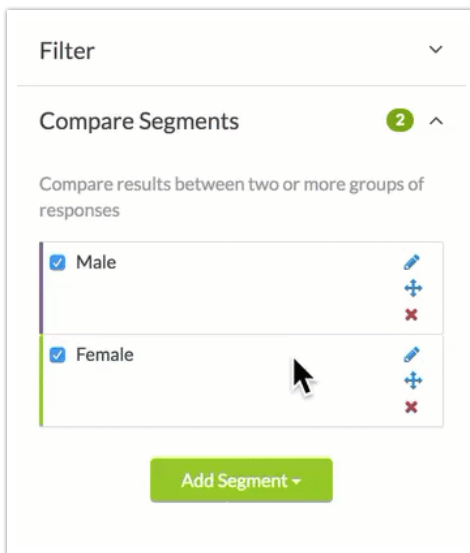 Filter
Compare Segments 2
Compare results between two or more groups of
responses
Male
Female
Add Segment